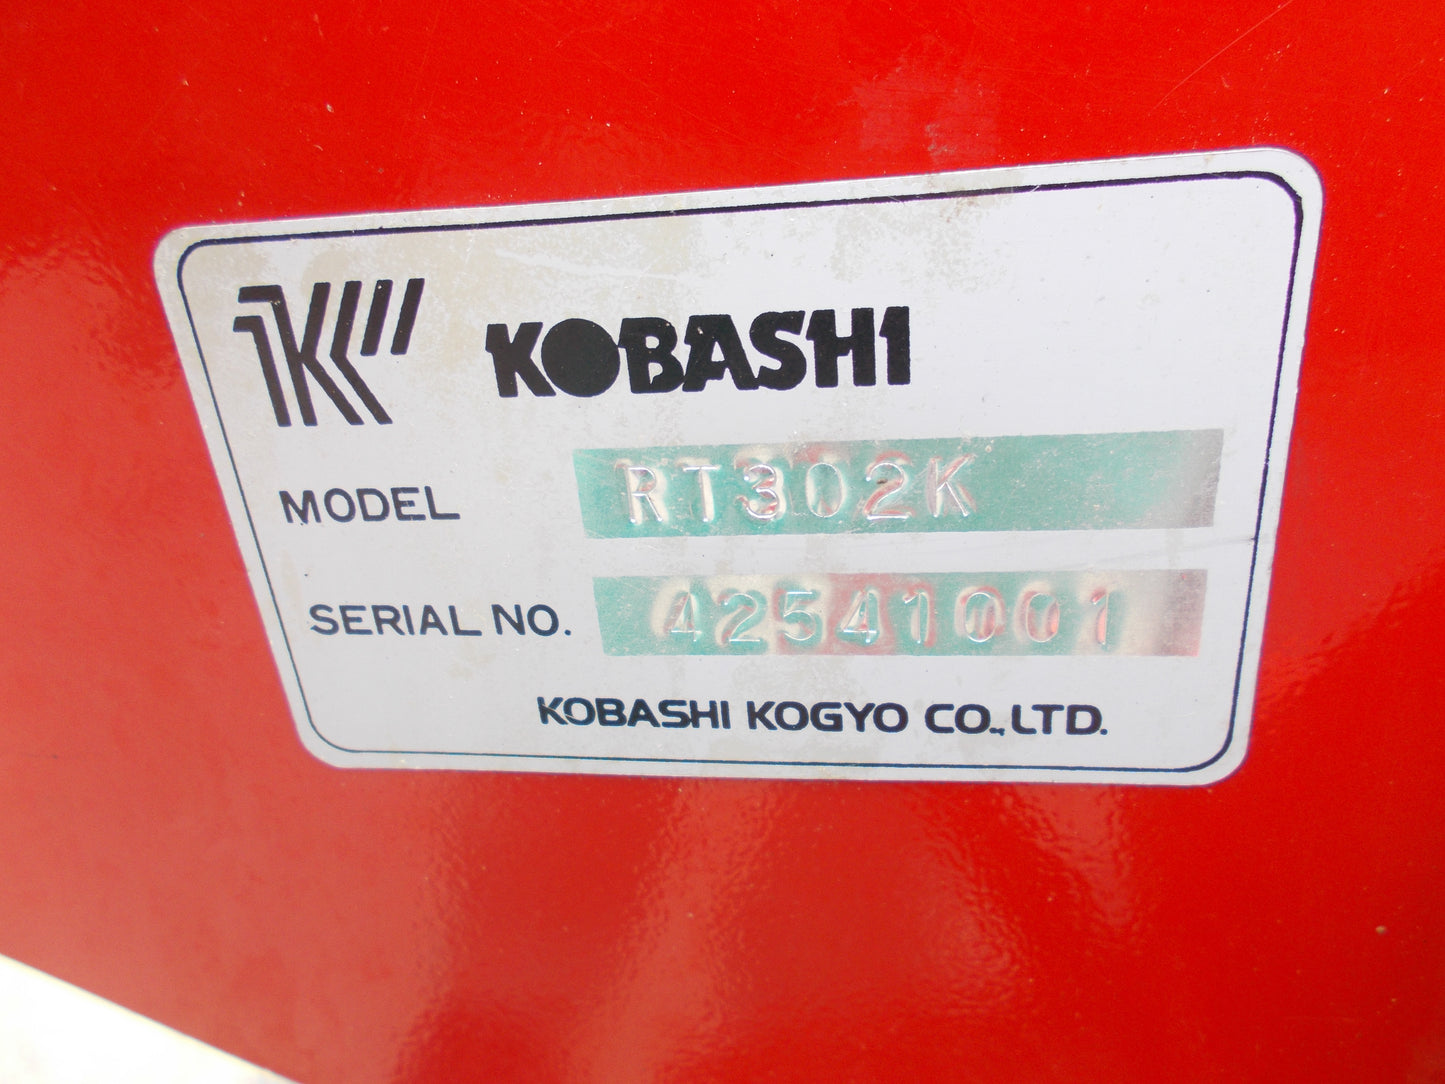 KOBASHI
MODEL RT302K
SERIAL NO. 42541001
KOBASHI KOGYO CO., LTD.